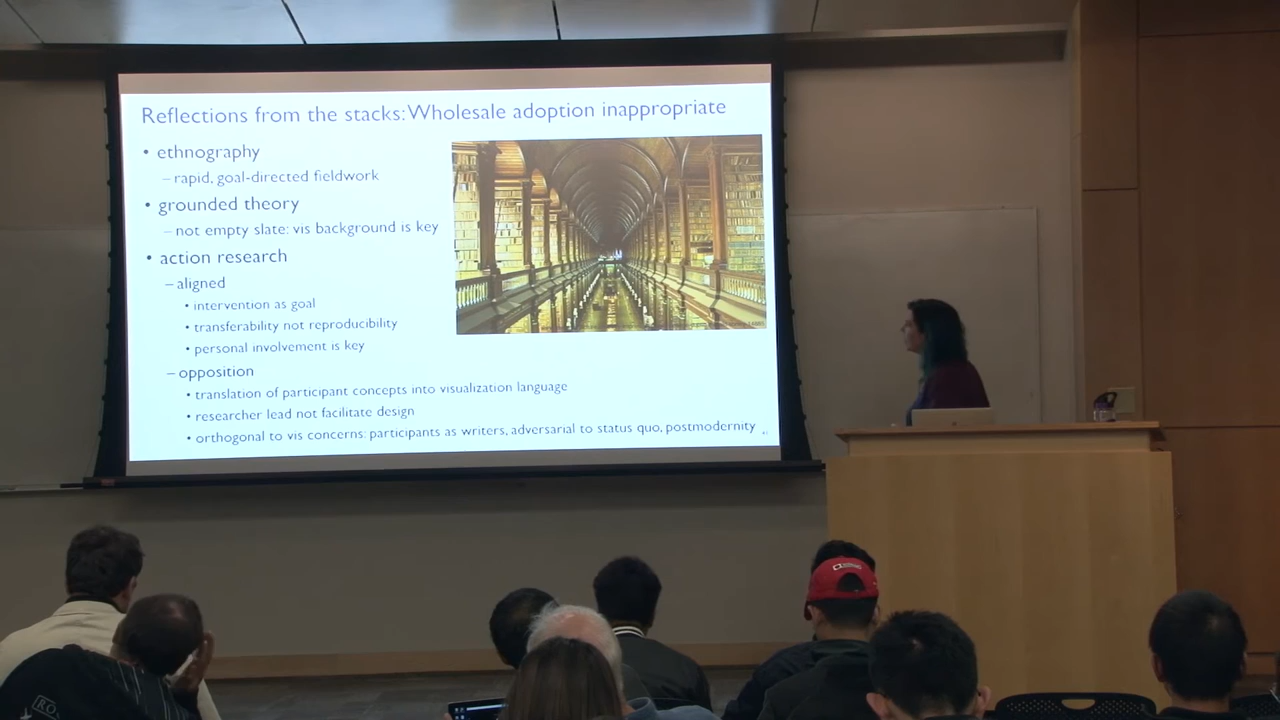 Reflections from the stacks: Wholesale adoption inappropriate
• ethnography
– rapid, goal-directed fieldwork
• grounded theory
– not empty slate: vis background is key
• action research
– aligned
• intervention as goal
• transferability not reproducibility
• personal involvement is key
– opposition
• translation of participant concepts into visualization language
• researcher lead not facilitate design
• orthogonal to vis concerns: participants as writers, adversarial to status quo, postmodernity